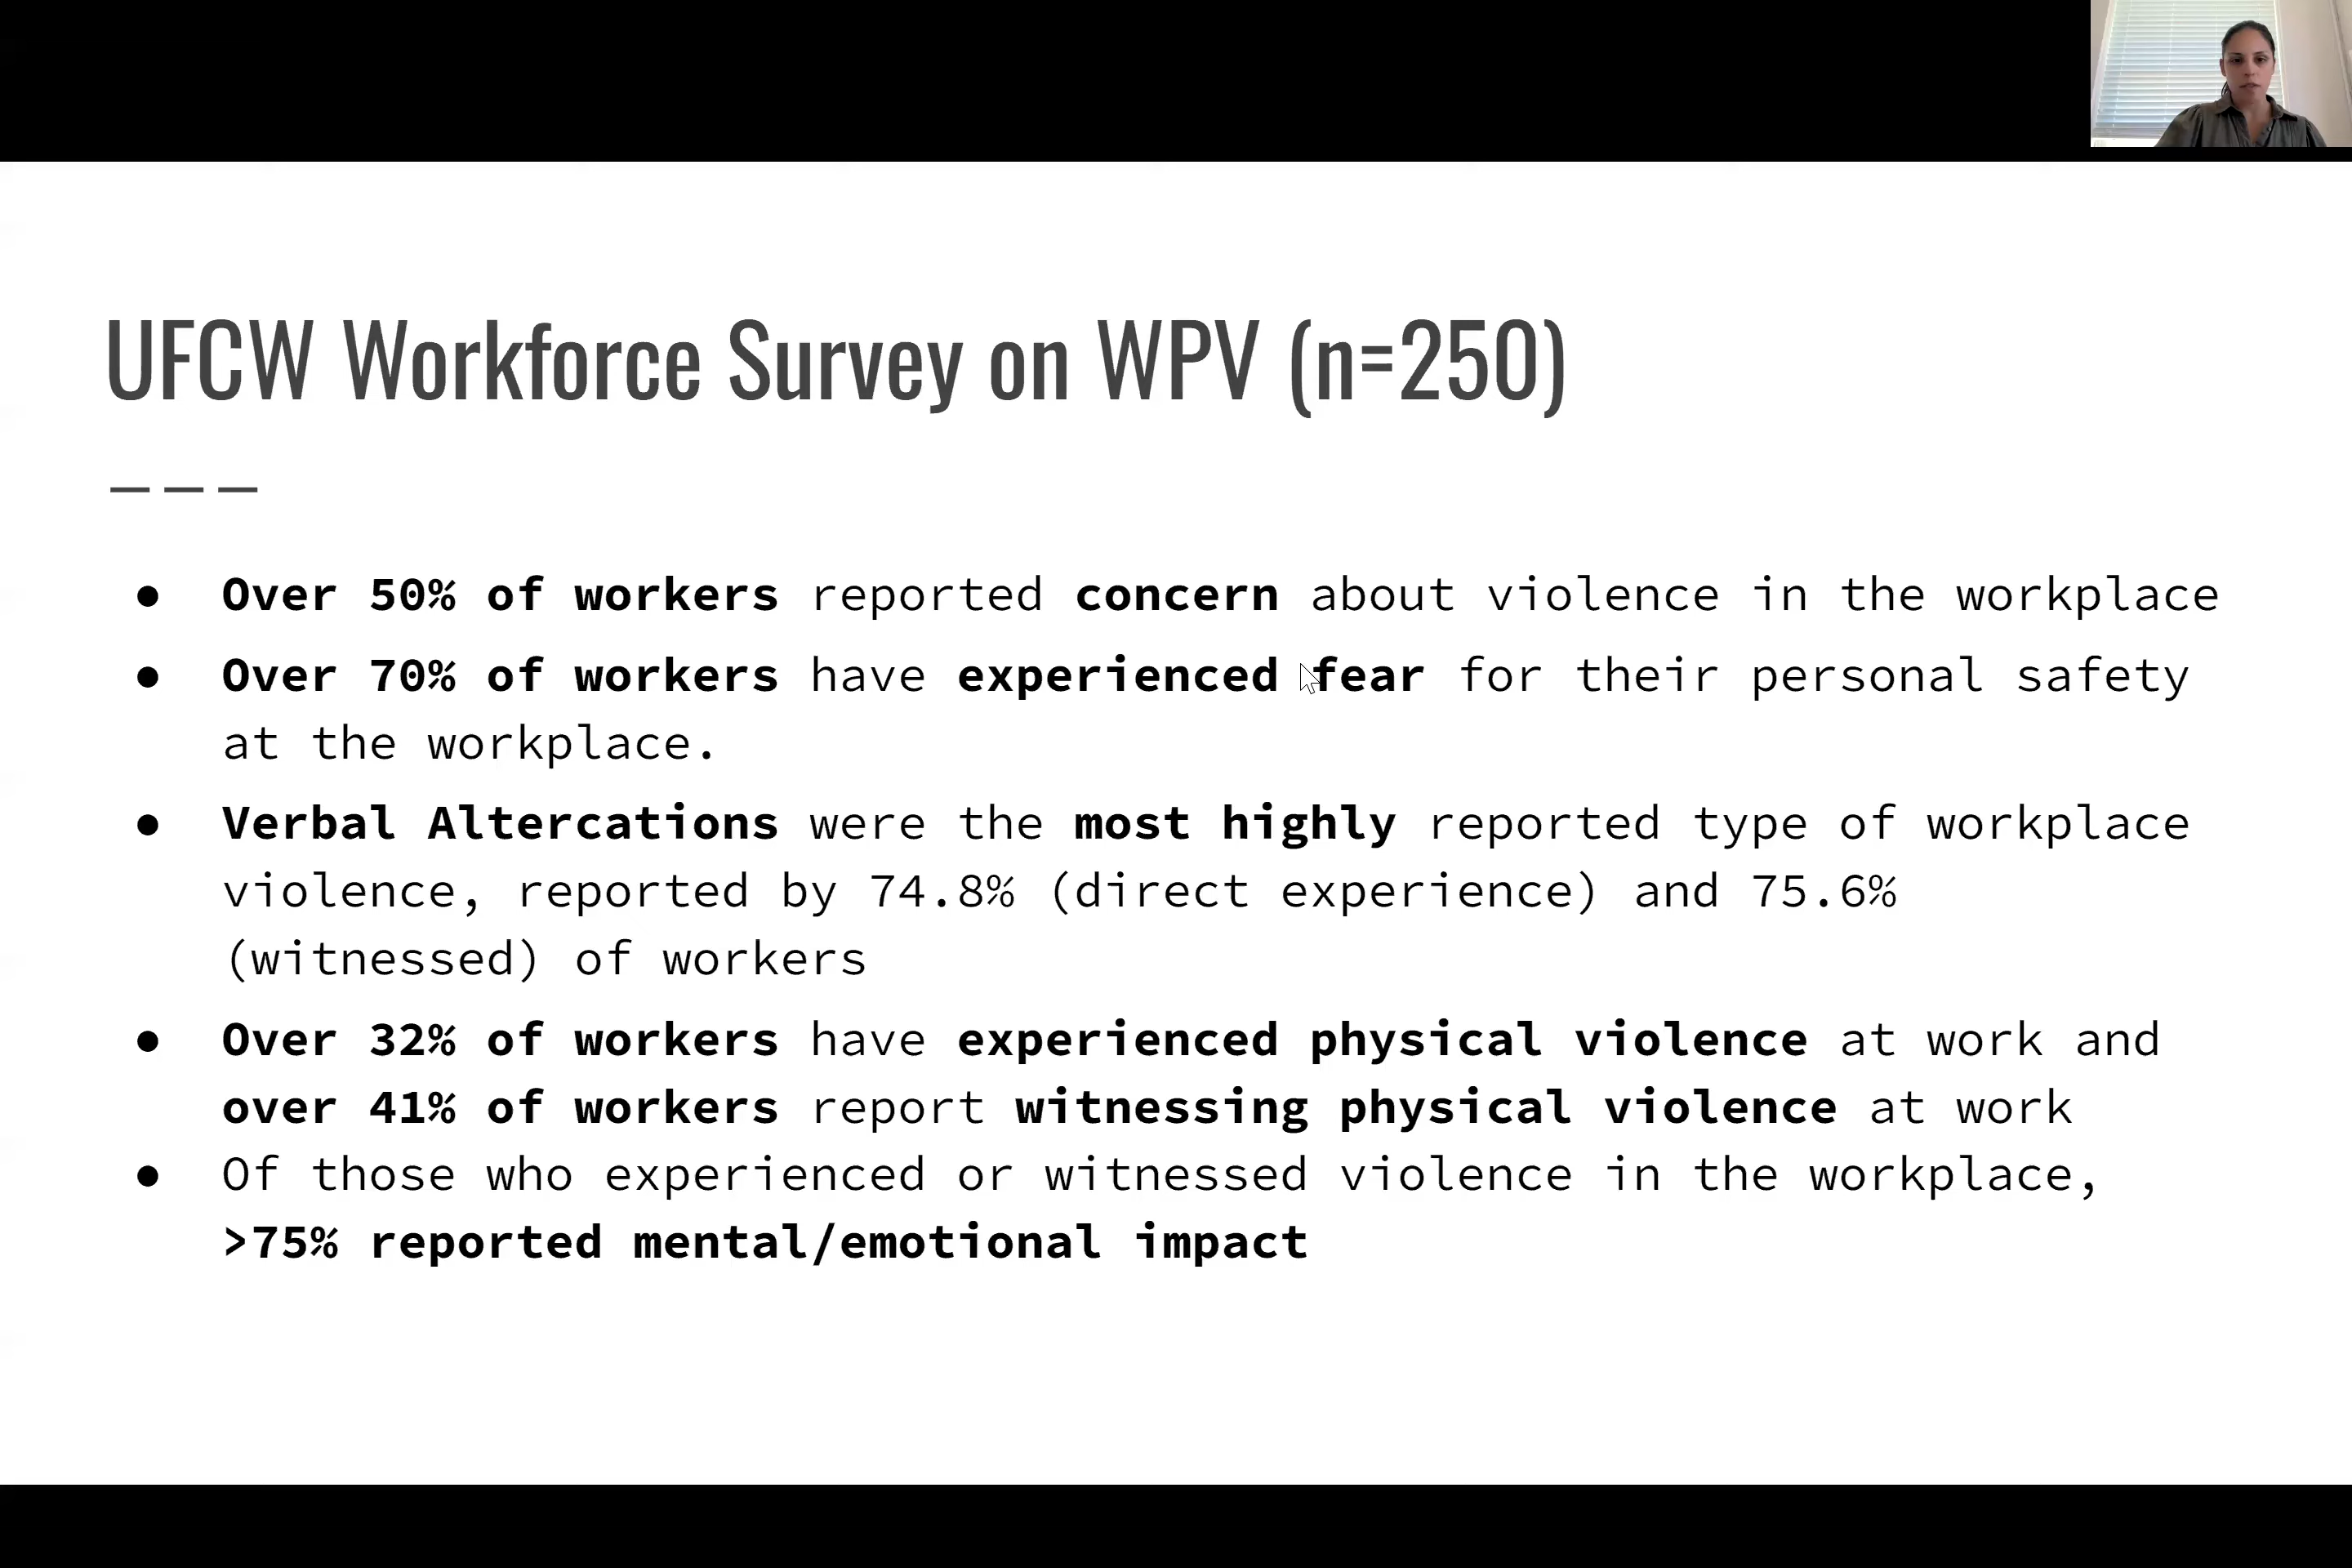 UFCW Workforce Survey on WPV (n=250)
● Over 50% of workers reported concern about violence in the workplace
● Over 70% of workers have experienced fear for their personal safety
at the workplace.
● Verbal Altercations were the most highly reported type of workplace
violence, reported by 74.8% (direct experience) and 75.6%
(witnessed) of workers
● Over 32% of workers have experienced physical violence at work and
over 41% of workers report witnessing physical violence at work
● Of those who experienced or witnessed violence in the workplace,
>75% reported mental/emotional impact